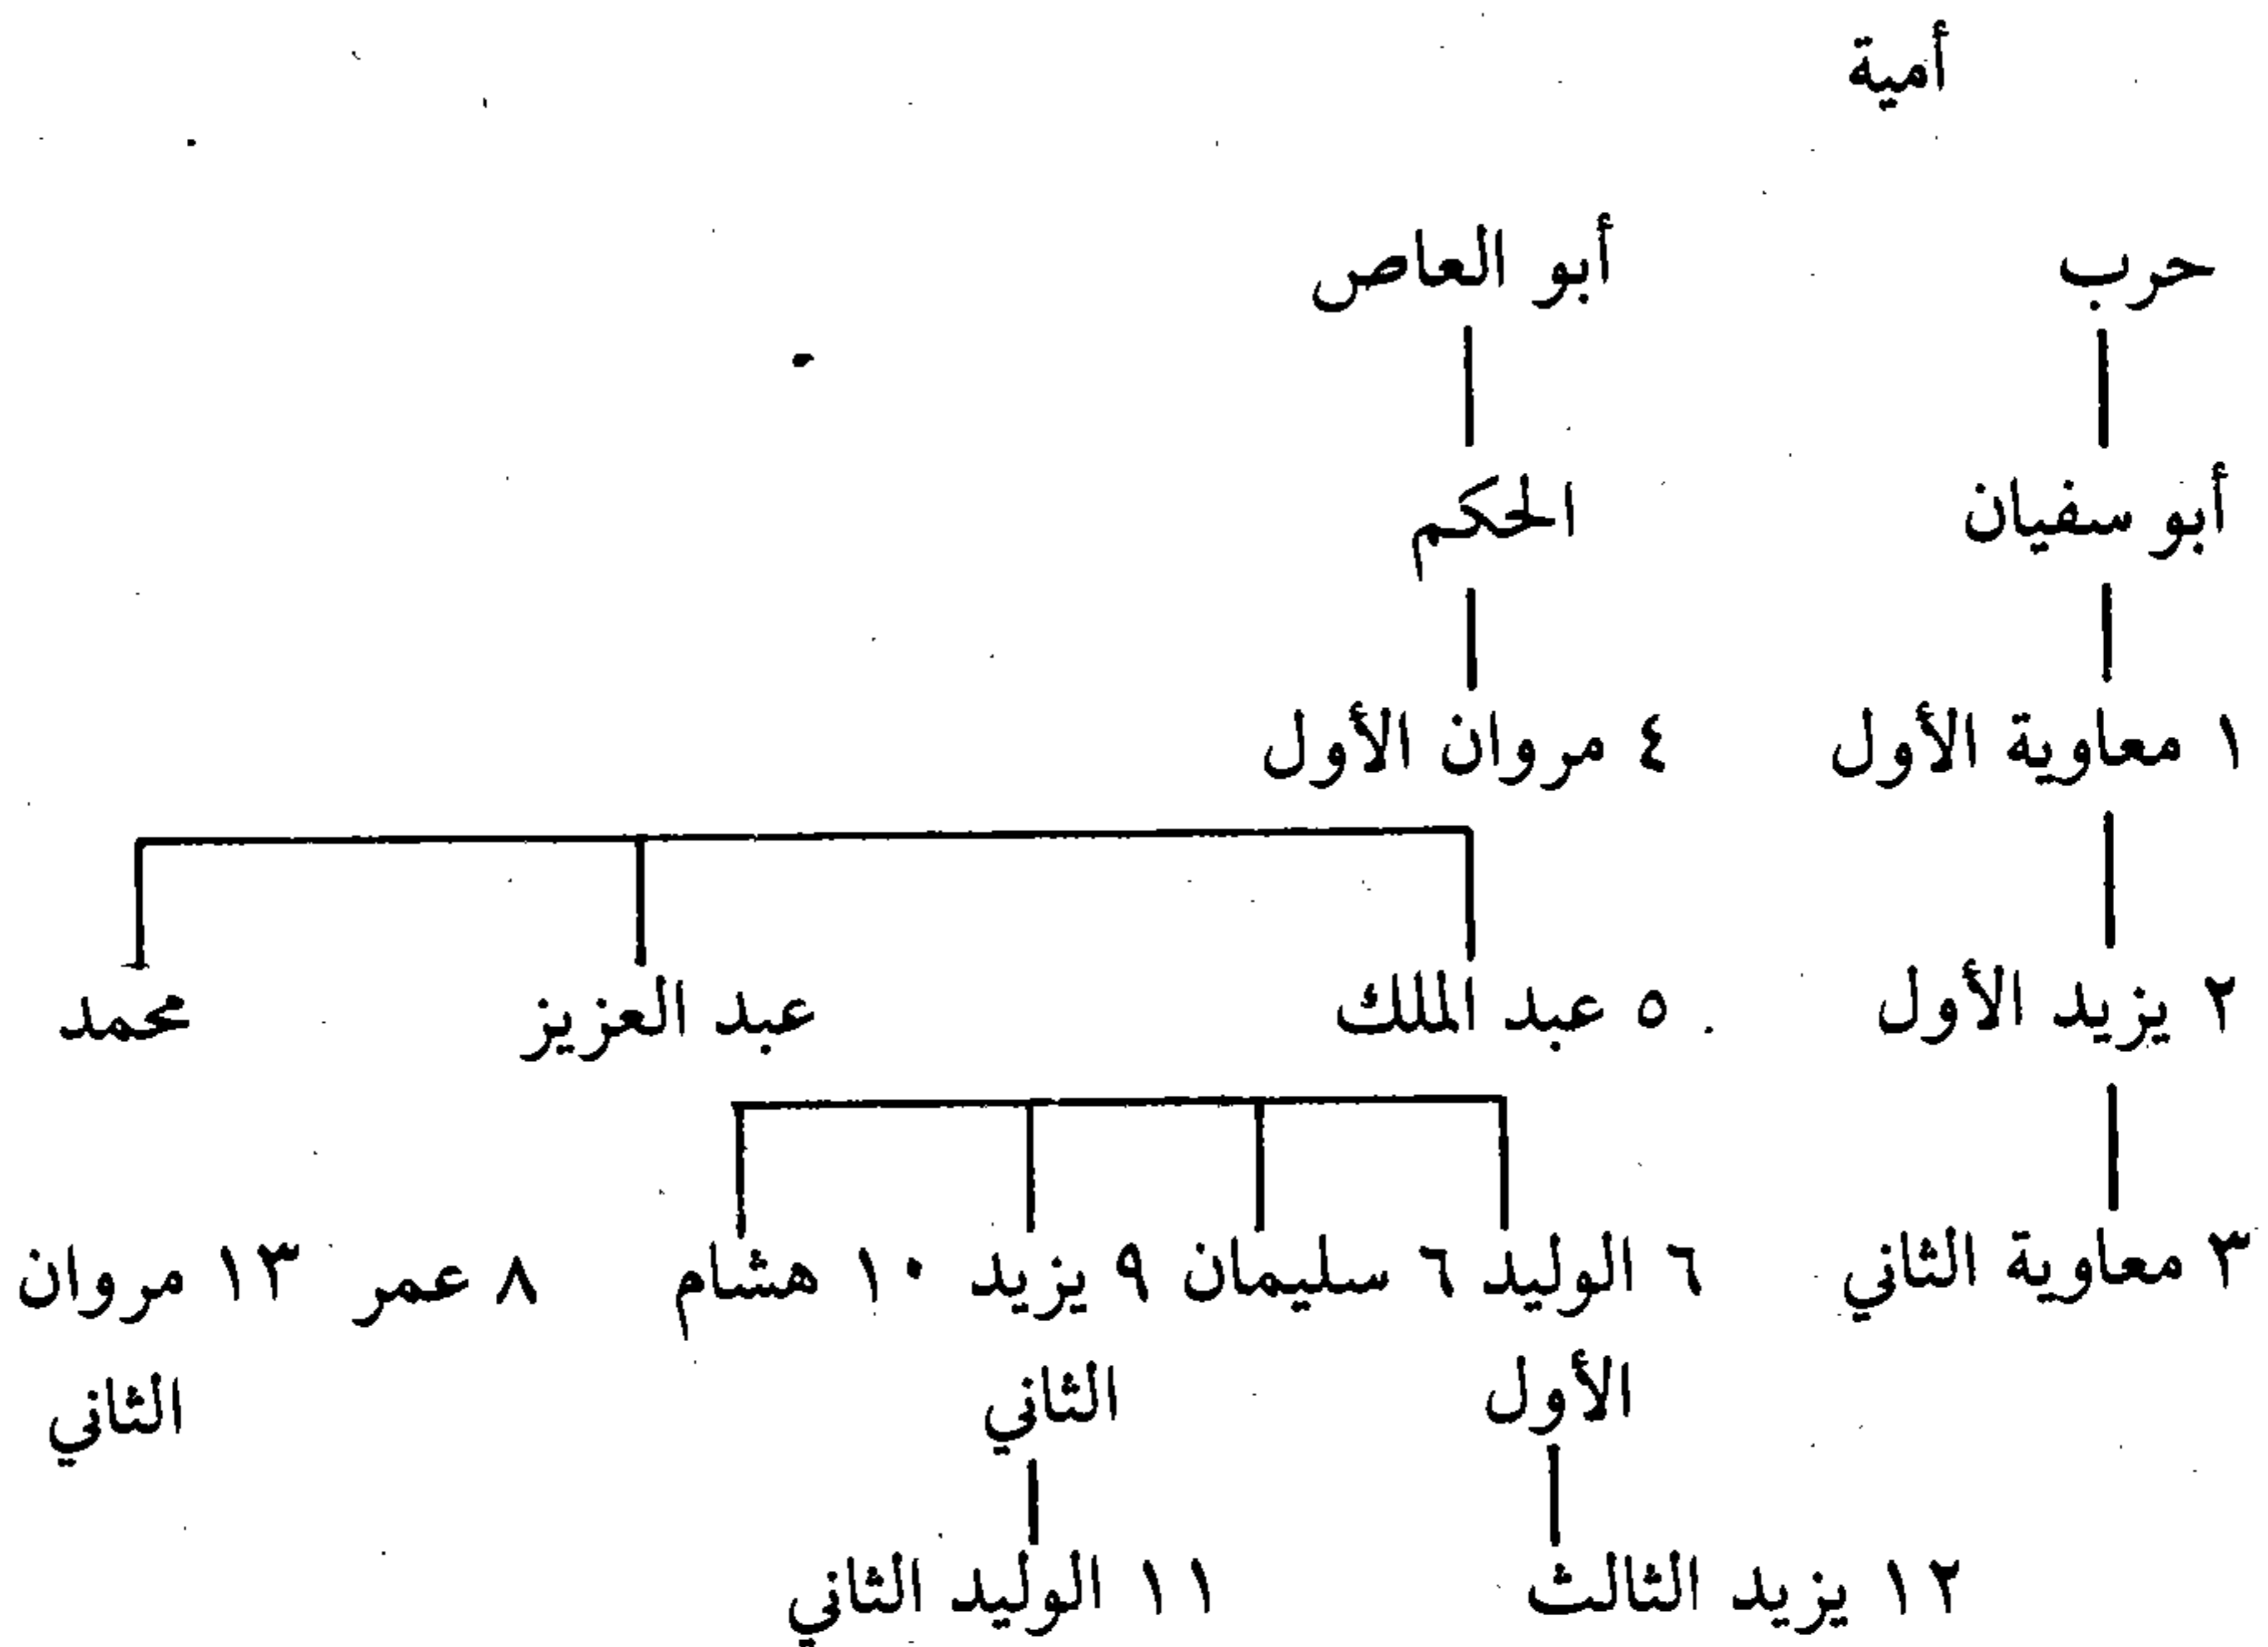 أمية
حرب أبو العاص
أبو سفيان الحكم
١ معاوية الأول ٤ مروان الأول
٢ يزيد الأول ٥ عبد الملك عبد العزيز محمد
٣ معاوية الثاني ٦ الوليد ٦ سليمان ٩ يزيد ١٠ هشام ٨ عمر ١٣ مروان
الأول الثاني الثاني
١٢ يزيد الثالث ١١ الوليد الثاني